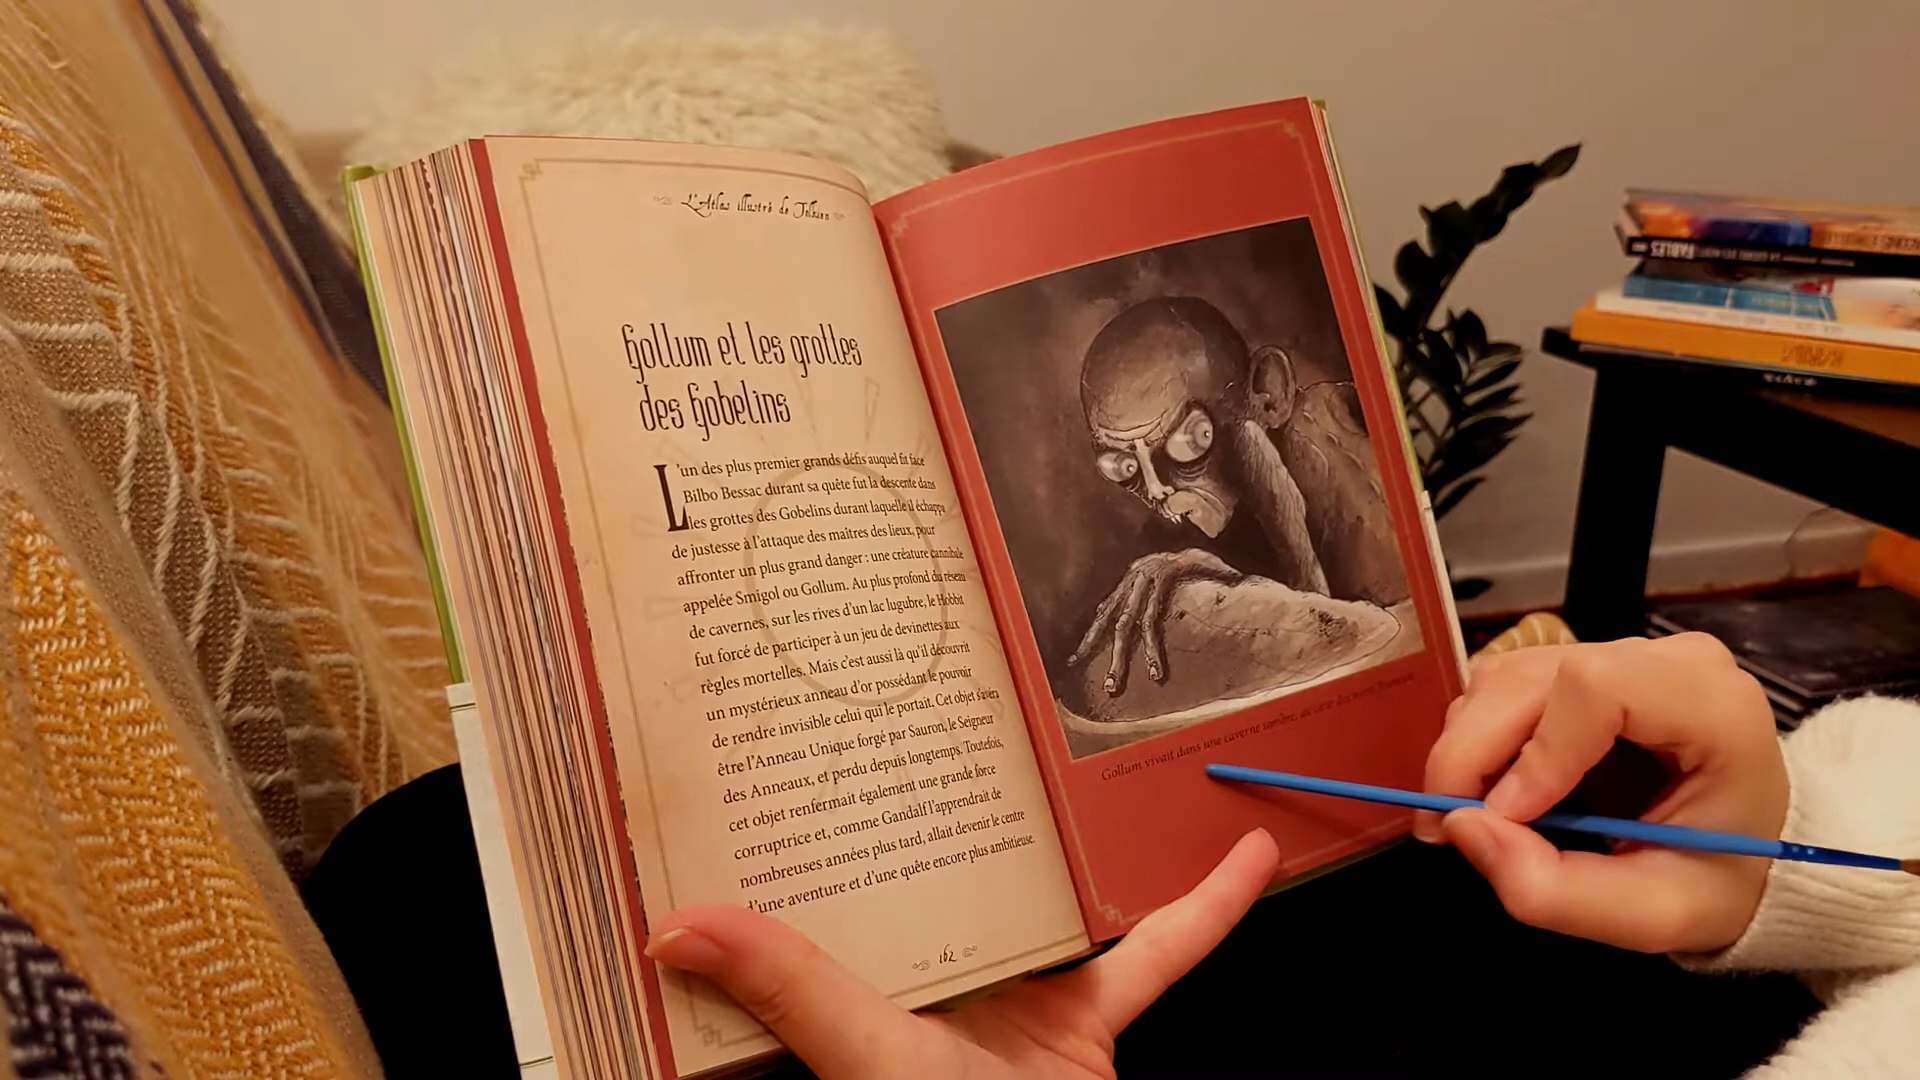 L'Atlas illustré de Tolkien
Gollum et les grottes
des Gobelins
L'un des plus premier grands défis auquel fit face
Bilbo Bessac durant sa quête fut la descente dans
les grottes des Gobelins durant laquelle il échappa
de justesse à l'attaque des maîtres des lieux, pour
affronter un plus grand danger : une créature cannibale
appelée Smigol ou Gollum. Au plus profond du réseau
de cavernes, sur les rives d'un lac lugubre, le Hobbit
fut forcé de participer à un jeu de devinettes aux
règles mortelles. Mais c'est aussi là qu'il découvrit
un mystérieux anneau d'or possédant le pouvoir
de rendre invisible celui qui le portait. Cet objet s'avéra
être l'Anneau Unique forgé par Sauron, le Seigneur
des Anneaux, et perdu depuis longtemps. Toutefois,
cet objet renfermait également une grande force
corruptrice et, comme Gandalf l'apprendrait de
nombreuses années plus tard, allait devenir le centre
d'une aventure et d'une quête encore plus ambitieuse.
162
Gollum vivait dans une caverne sombre, au cœur des monts Brumeux.
FABLES